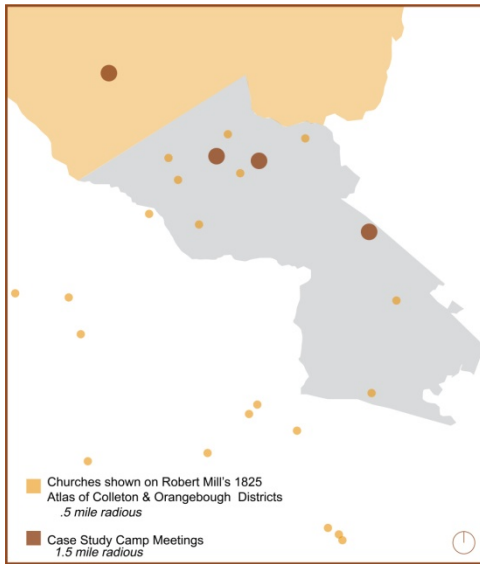 Churches shown on Robert Mill's 1825
Atlas of Colleton & Orangebough Districts
.5 mile radious
Case Study Camp Meetings
1.5 mile radious